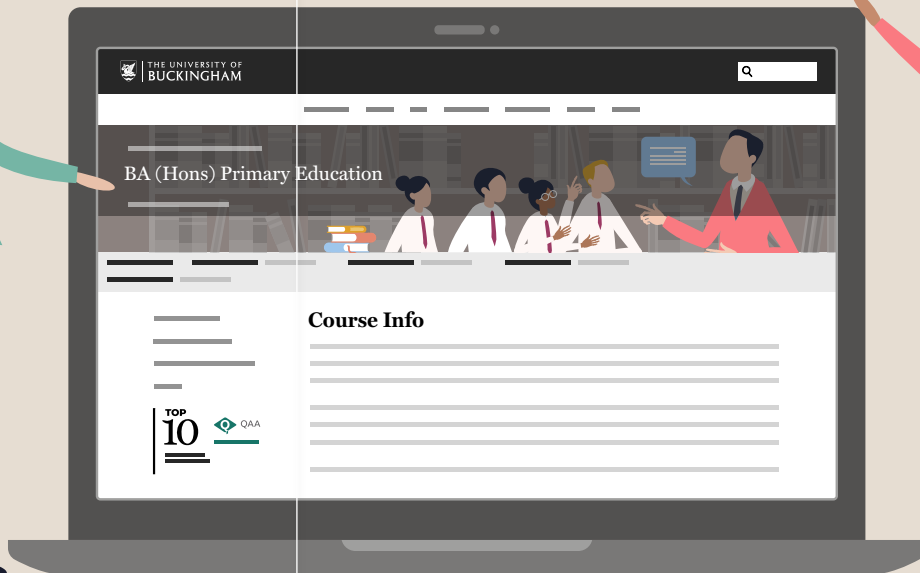 THE UNIVERSITY OF
BUCKINGHAM
BA (Hons) Primary Education
Course Info
TOP
10
QAA